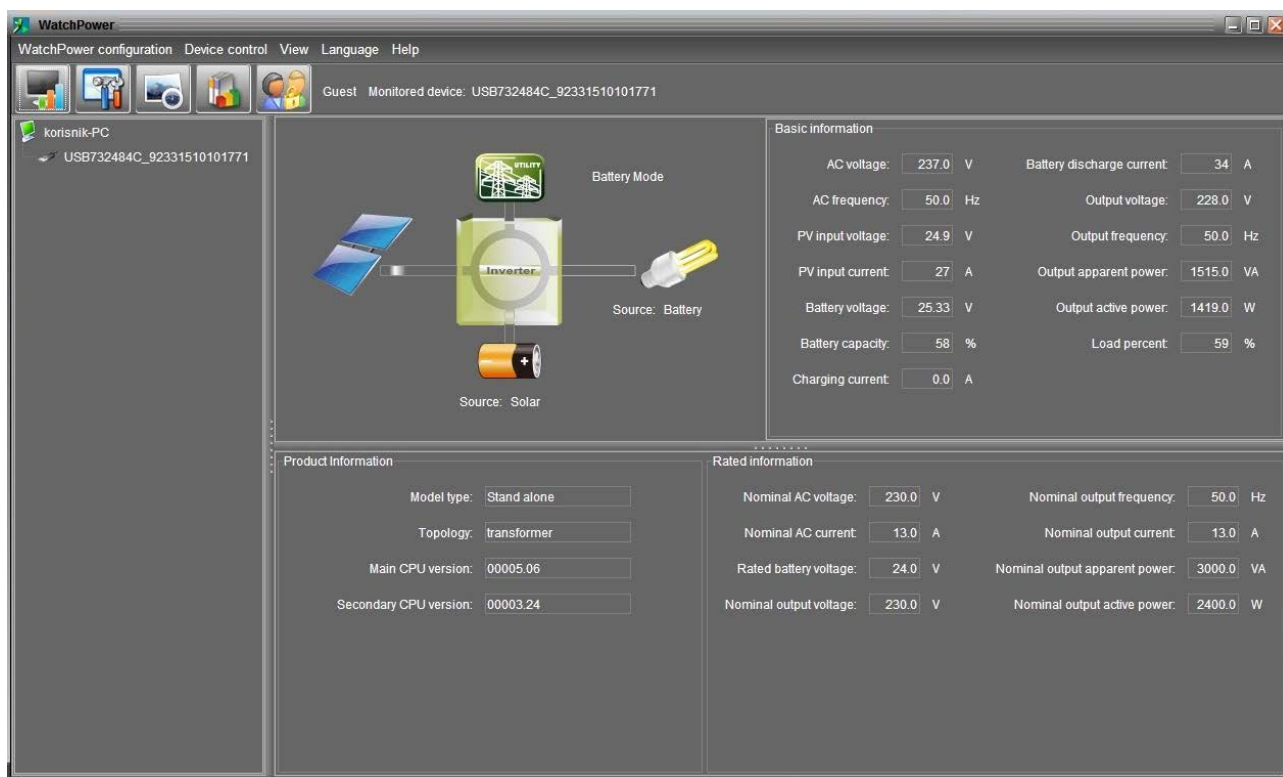 WatchPower
WatchPower configuration Device control View Language Help
Guest Monitored device: USB732484C_92331510101771
korisnik-PC
USB732484C_92331510101771
UTILITY
Battery Mode
Inverter
Source: Battery
Source: Solar
Basic information
AC voltage: 237.0 V
AC frequency: 50.0 Hz
PV input voltage: 24.9 V
PV input current: 27 A
Battery voltage: 25.33 V
Battery capacity: 58 %
Charging current: 0.0 A
Battery discharge current: 34 A
Output voltage: 228.0 V
Output frequency: 50.0 Hz
Output apparent power: 1515.0 VA
Output active power: 1419.0 W
Load percent: 59 %
Product Information
Model type: Stand alone
Topology: transformer
Main CPU version: 00005.06
Secondary CPU version: 00003.24
Rated information
Nominal AC voltage: 230.0 V
Nominal AC current: 13.0 A
Rated battery voltage: 24.0 V
Nominal output voltage: 230.0 V
Nominal output frequency: 50.0 Hz
Nominal output current: 13.0 A
Nominal output apparent power: 3000.0 VA
Nominal output active power: 2400.0 W